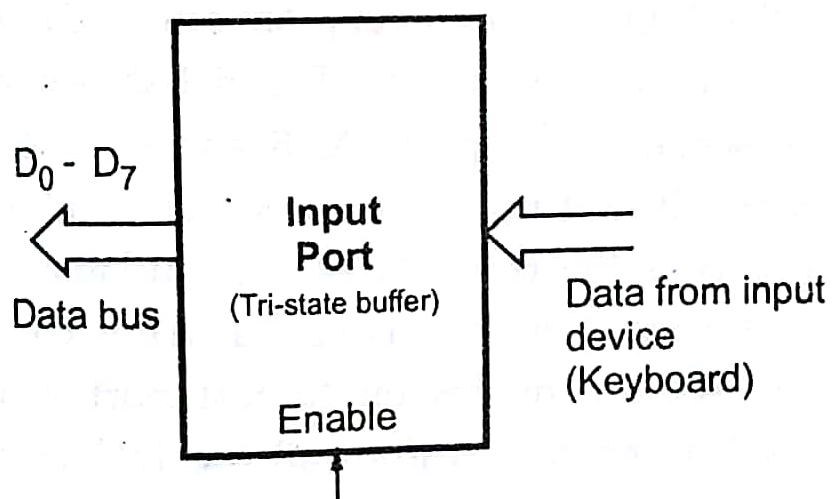 D0 - D7
Data bus
Input
Port
(Tri-state buffer)
Enable
Data from input
device
(Keyboard)